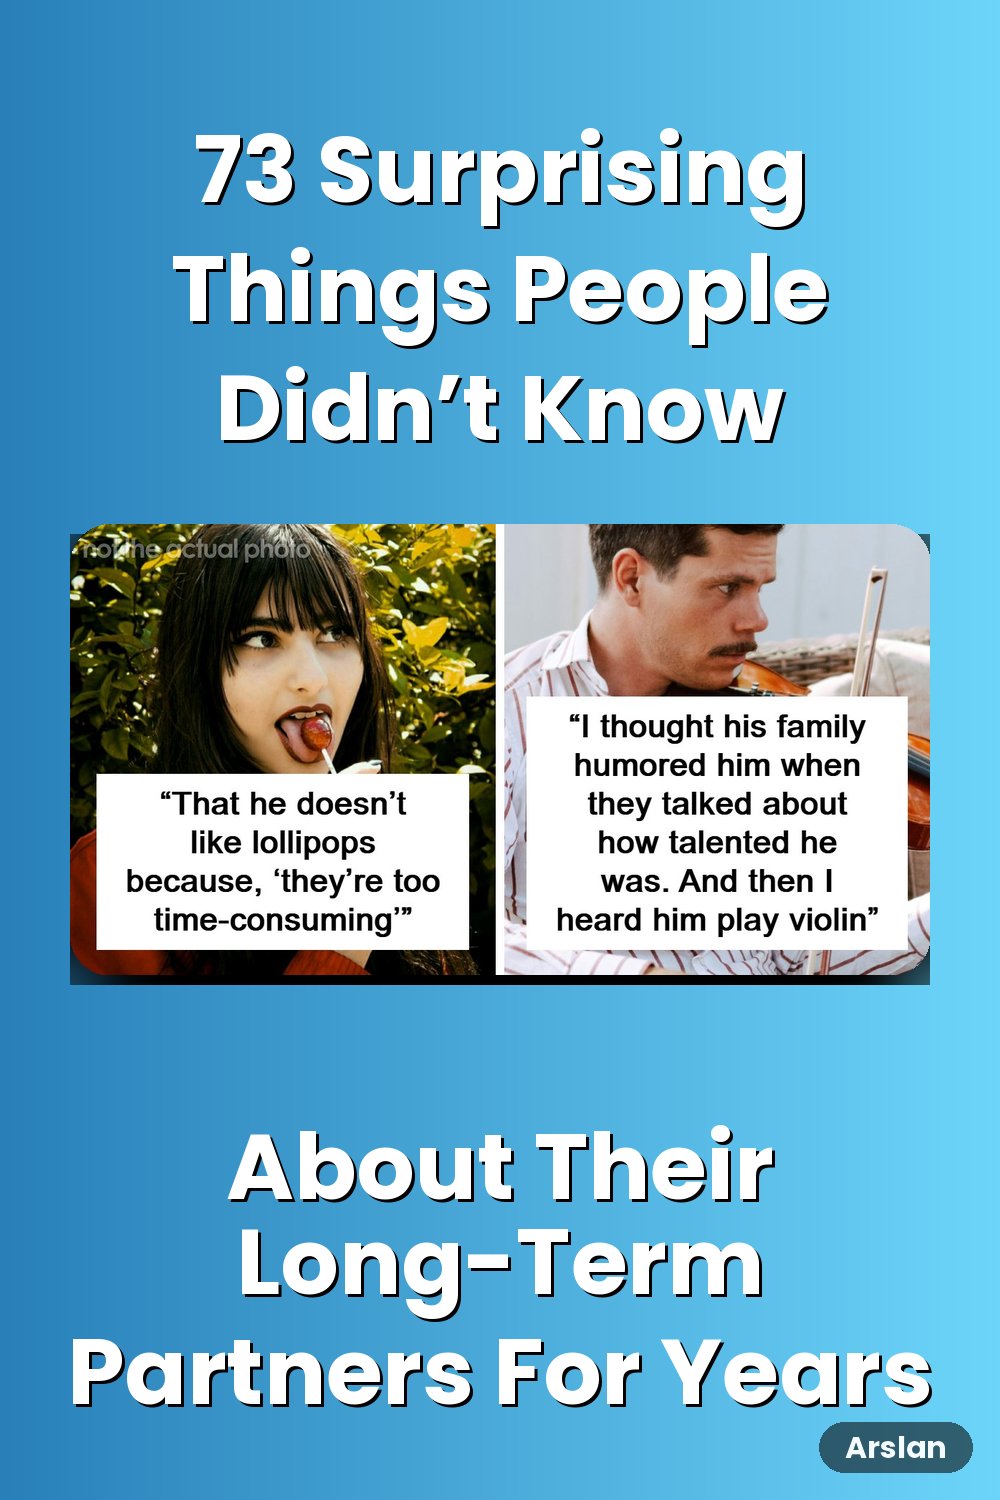 73 Surprising
Things People
Didn’t Know
not the actual photo
“That he doesn’t
like lollipops
because, ‘they’re too
time-consuming’”
“I thought his family
humored him when
they talked about
how talented he
was. And then I
heard him play violin”
About Their
Long-Term
Partners For Years
Arslan